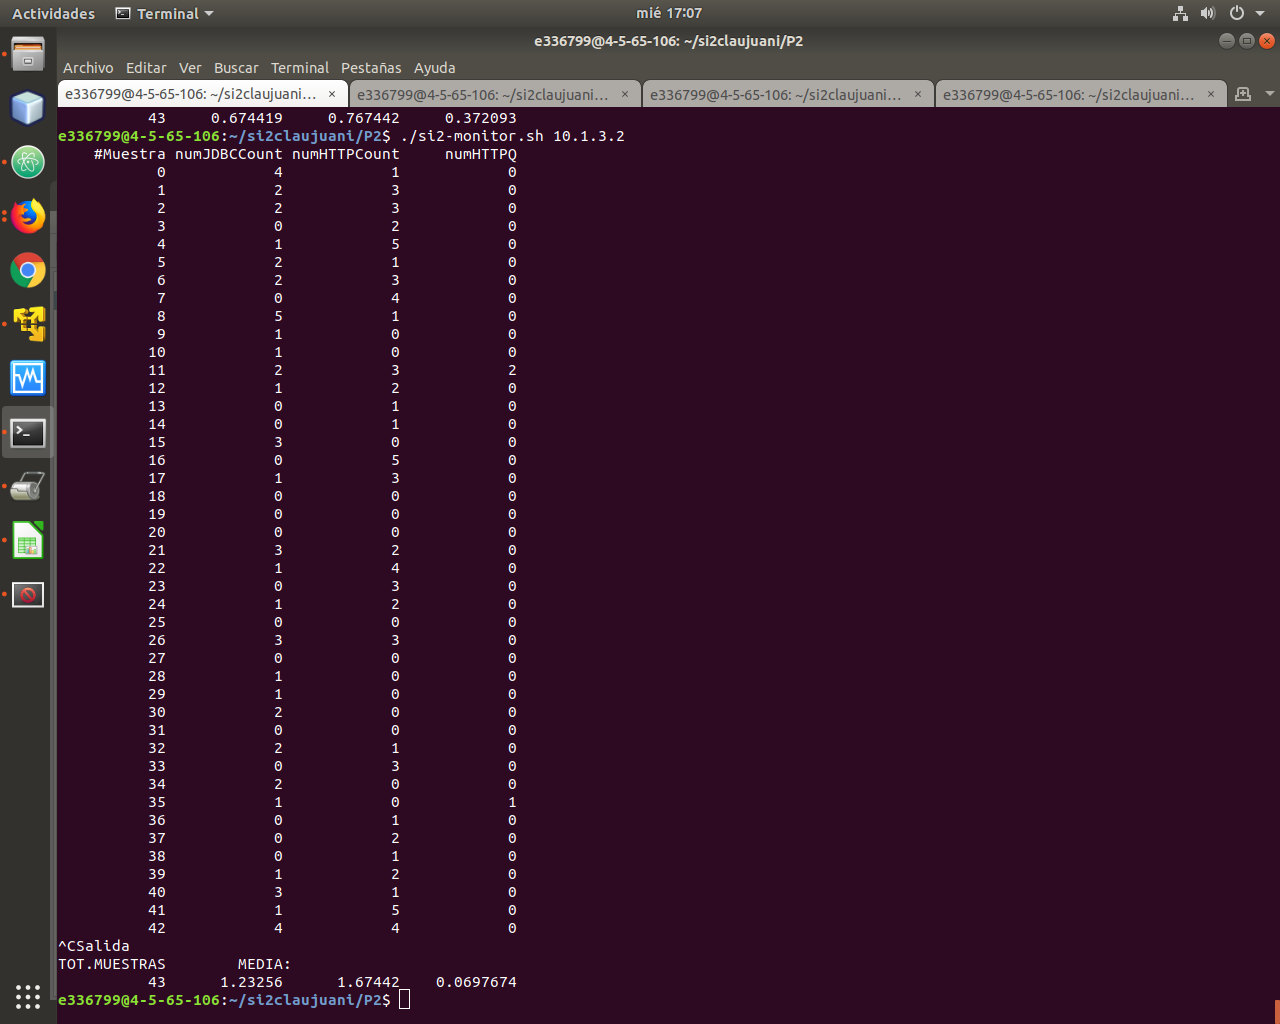 Actividades Terminal mié 17:07
e336799@4-5-65-106: ~/si2claujuani/P2
Archivo Editar Ver Buscar Terminal Pestañas Ayuda
e336799@4-5-65-106: ~/si2claujuani… × e336799@4-5-65-106: ~/si2claujuani… × e336799@4-5-65-106: ~/si2claujuani… × e336799@4-5-65-106: ~/si2claujuani… ×
43 0.674419 0.767442 0.372093
e336799@4-5-65-106:~/si2claujuani/P2$ ./si2-monitor.sh 10.1.3.2
#Muestra numJDBCCount numHTTPCount numHTTPQ
0 4 1 0
1 2 3 0
2 2 3 0
3 0 2 0
4 1 5 0
5 2 1 0
6 2 3 0
7 0 4 0
8 5 1 0
9 1 0 0
10 1 0 0
11 2 3 2
12 1 2 0
13 0 1 0
14 0 1 0
15 3 0 0
16 0 5 0
17 1 3 0
18 0 0 0
19 0 0 0
20 0 0 0
21 3 2 0
22 1 4 0
23 0 3 0
24 1 2 0
25 0 0 0
26 3 3 0
27 0 0 0
28 1 0 0
29 1 0 0
30 2 0 0
31 0 0 0
32 2 1 0
33 0 3 0
34 2 0 0
35 1 0 1
36 0 1 0
37 0 2 0
38 0 1 0
39 1 2 0
40 3 1 0
41 1 5 0
42 4 4 0
^CSalida
TOT.MUESTRAS MEDIA:
43 1.23256 1.67442 0.0697674
e336799@4-5-65-106:~/si2claujuani/P2$